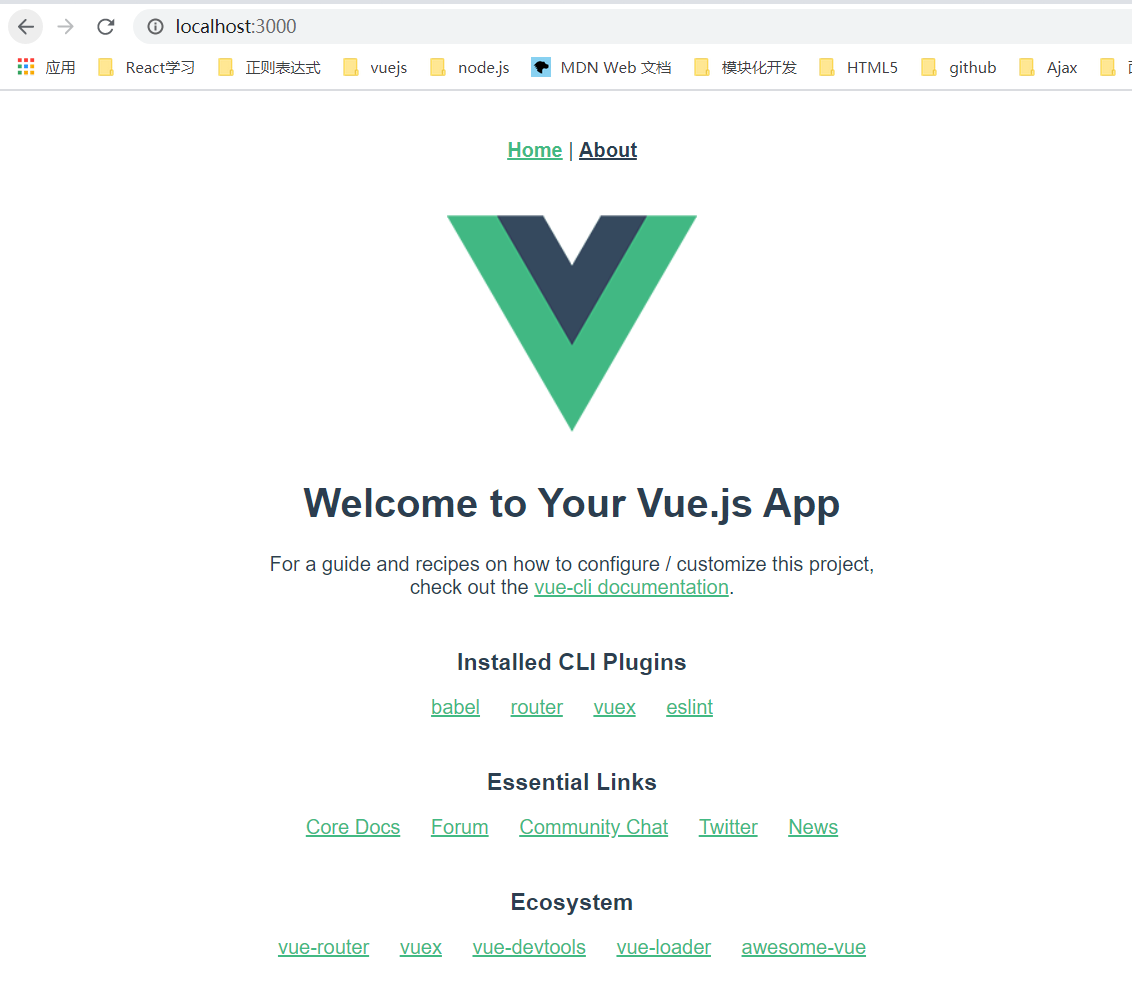 localhost:3000
应用 React学习 正则表达式 vuejs node.js MDN Web 文档 模块化开发 HTML5 github Ajax
Home | About
Welcome to Your Vue.js App
For a guide and recipes on how to configure / customize this project,
check out the vue-cli documentation.
Installed CLI Plugins
babel router vuex eslint
Essential Links
Core Docs Forum Community Chat Twitter News
Ecosystem
vue-router vuex vue-devtools vue-loader awesome-vue